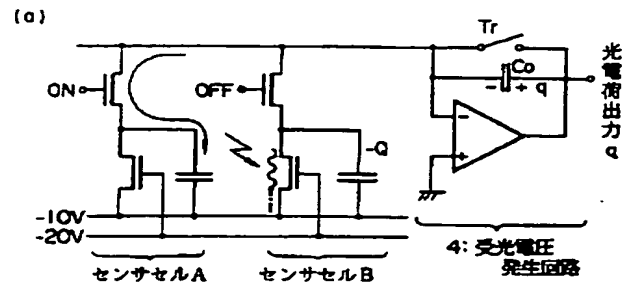 (a)
Tr
ON
OFF
Co
- + q
-Q
i
-
+
光電荷出力 q
-10V
-20V
センサセルA
センサセルB
4: 受光電圧
発生回路